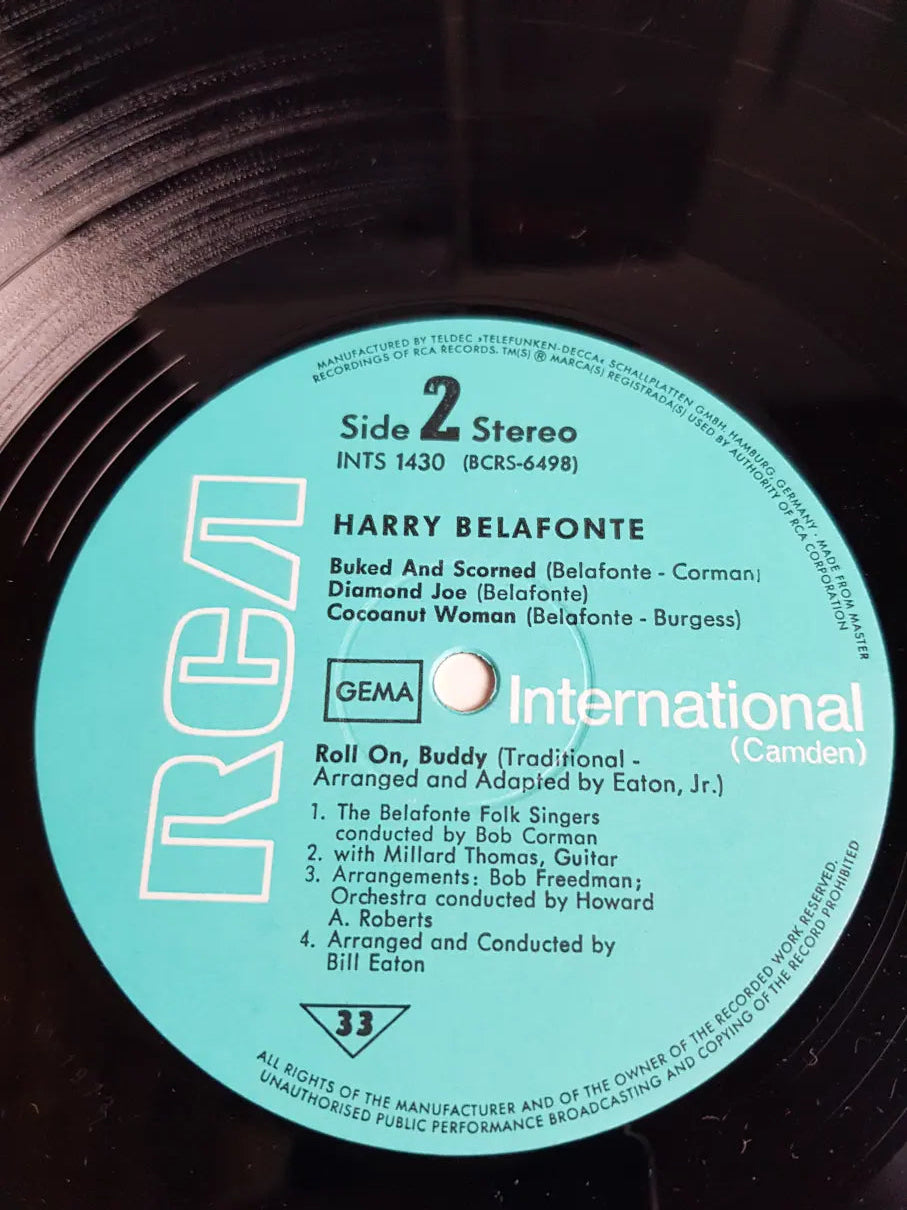 MANUFACTURED BY TELDEC »TELEFUNKEN-DECCA« SCHALLPLATTEN GMBH, HAMBURG, GERMANY · MADE FROM MASTER
RECORDINGS OF RCA RECORDS. TM(S) ® MARCA(S) REGISTRADA(S) USED BY AUTHORITY OF RCA CORPORATION
Side 2 Stereo
INTS 1430 (BCRS-6498)
RCA
HARRY BELAFONTE
Buked And Scorned (Belafonte - Corman)
Diamond Joe (Belafonte)
Cocoanut Woman (Belafonte - Burgess)
GEMA
International
(Camden)
Roll On, Buddy (Traditional -
Arranged and Adapted by Eaton, Jr.)
1. The Belafonte Folk Singers
conducted by Bob Corman
2. with Millard Thomas, Guitar
3. Arrangements: Bob Freedman;
Orchestra conducted by Howard
A. Roberts
4. Arranged and Conducted by
Bill Eaton
33
ALL RIGHTS OF THE MANUFACTURER AND OF THE OWNER OF THE RECORDED WORK RESERVED.
UNAUTHORISED PUBLIC PERFORMANCE BROADCASTING AND COPYING OF THE RECORD PROHIBITED